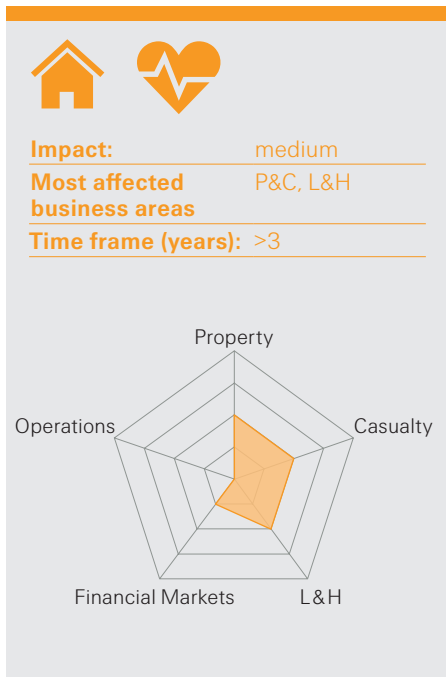 Impact: medium
Most affected P&C, L&H
business areas
Time frame (years): >3
Property
Operations Casualty
Financial Markets L&H